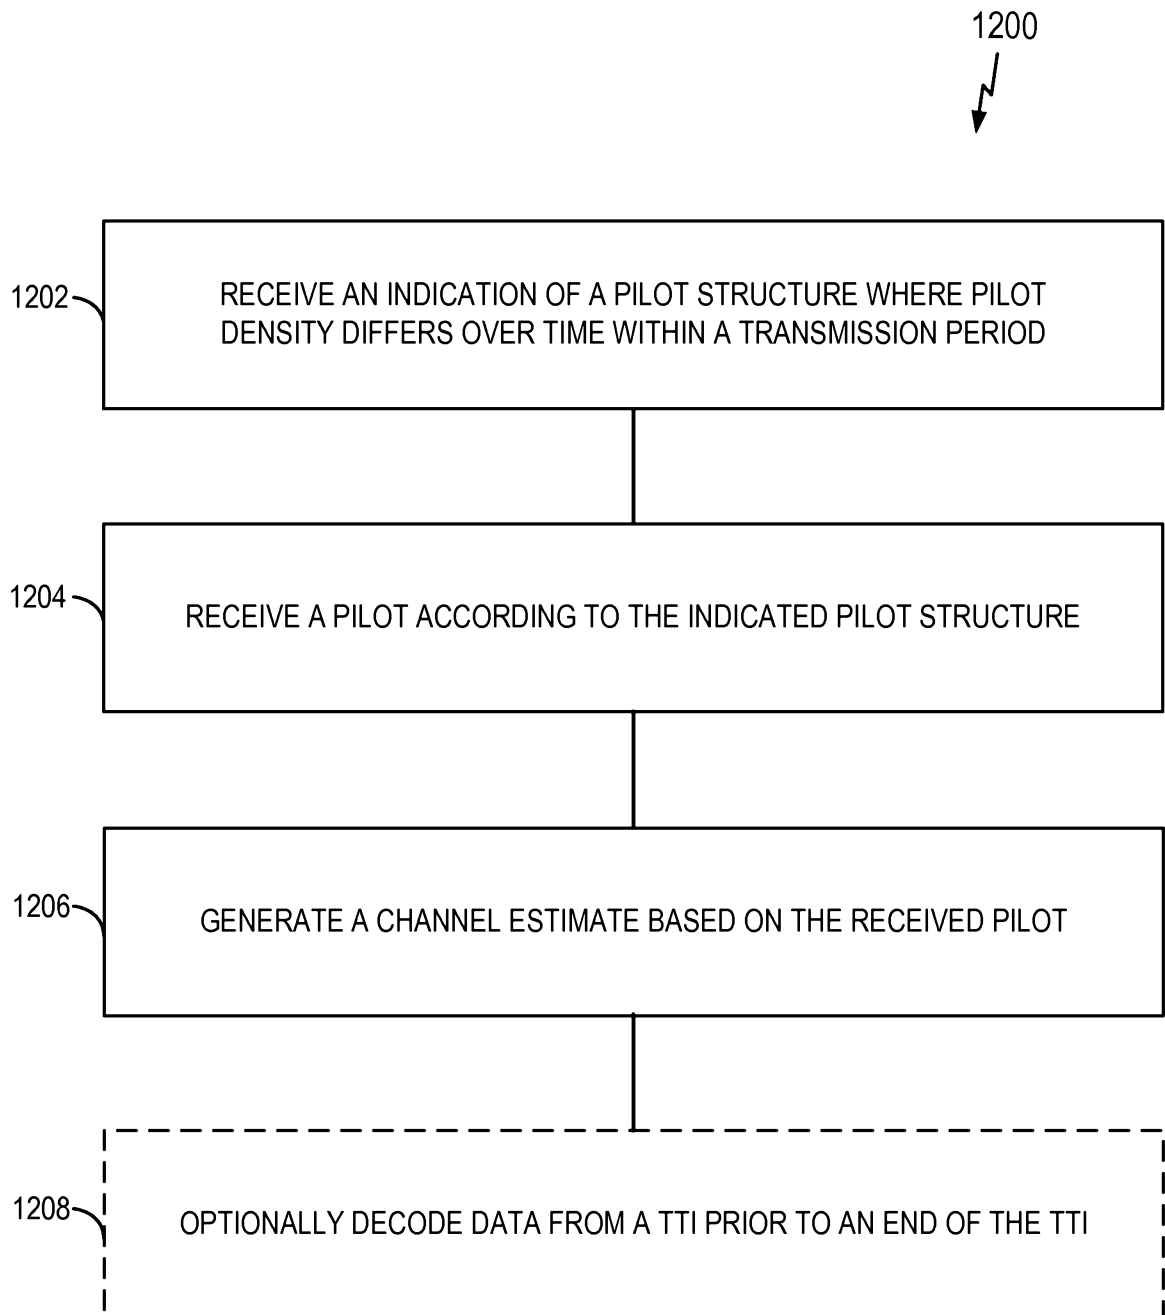 1200
1202
RECEIVE AN INDICATION OF A PILOT STRUCTURE WHERE PILOT
DENSITY DIFFERS OVER TIME WITHIN A TRANSMISSION PERIOD
1204
RECEIVE A PILOT ACCORDING TO THE INDICATED PILOT STRUCTURE
1206
GENERATE A CHANNEL ESTIMATE BASED ON THE RECEIVED PILOT
1208
OPTIONALLY DECODE DATA FROM A TTI PRIOR TO AN END OF THE TTI